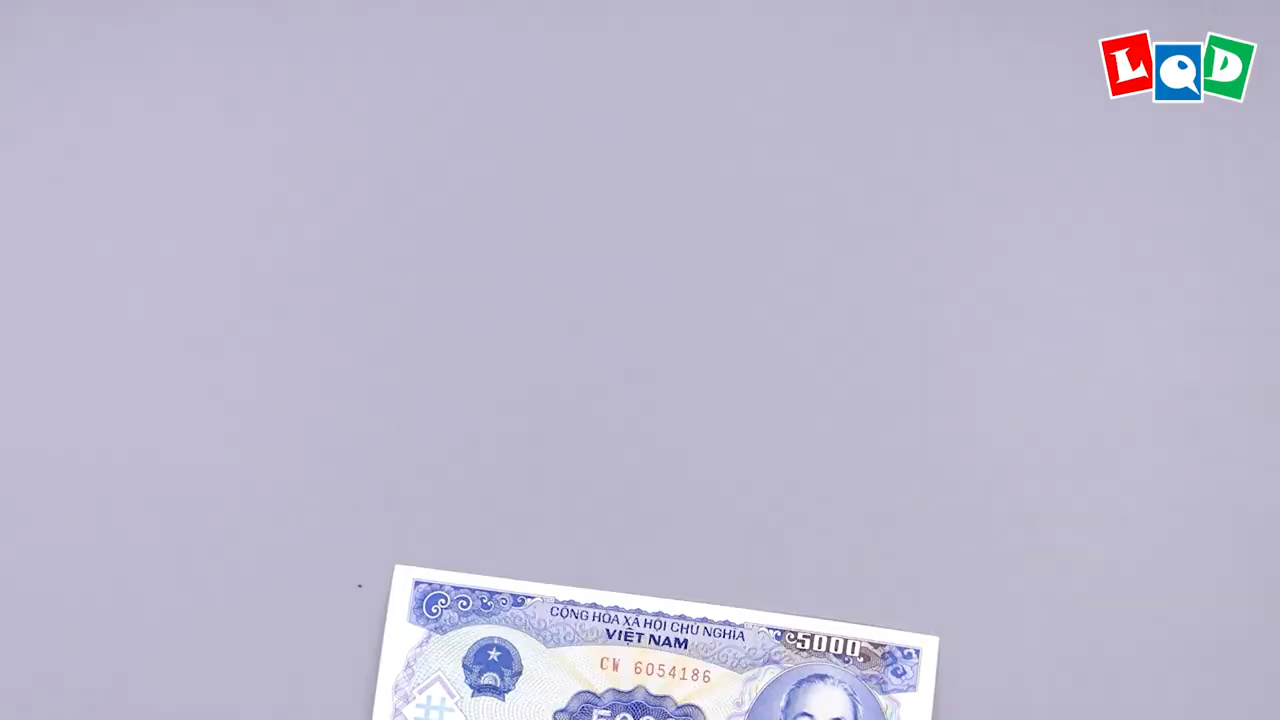 LQD
CỘNG HÒA XÃ HỘI CHỦ NGHĨA
VIỆT NAM
5000
CW 6054186